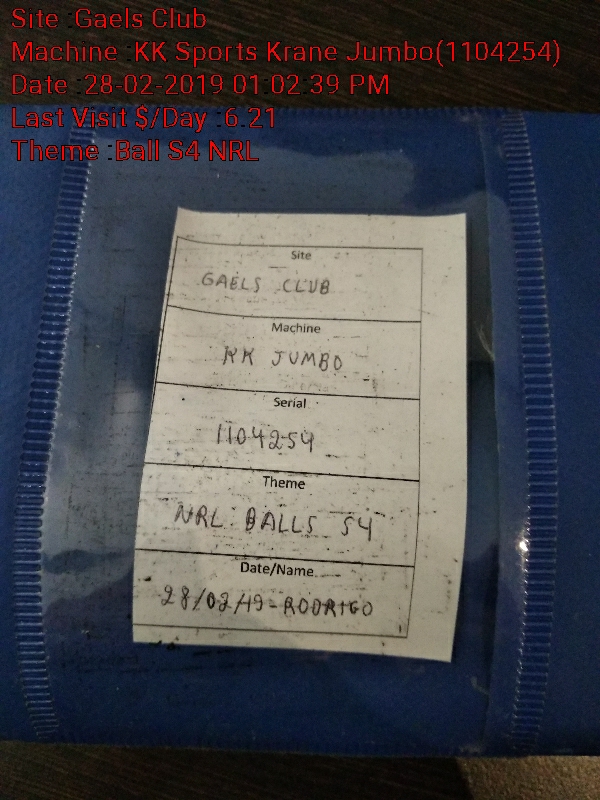 Site :Gaels Club
Machine :KK Sports Krane Jumbo(1104254)
Date :28-02-2019 01:02:39 PM
Last Visit $/Day :6.21
Theme :Ball S4 NRL
Site
GAELS CLUB
Machine
KK JUMBO
Serial
1104254
Theme
NRL BALLS S4
Date/Name
28/02/19-RODRIGO